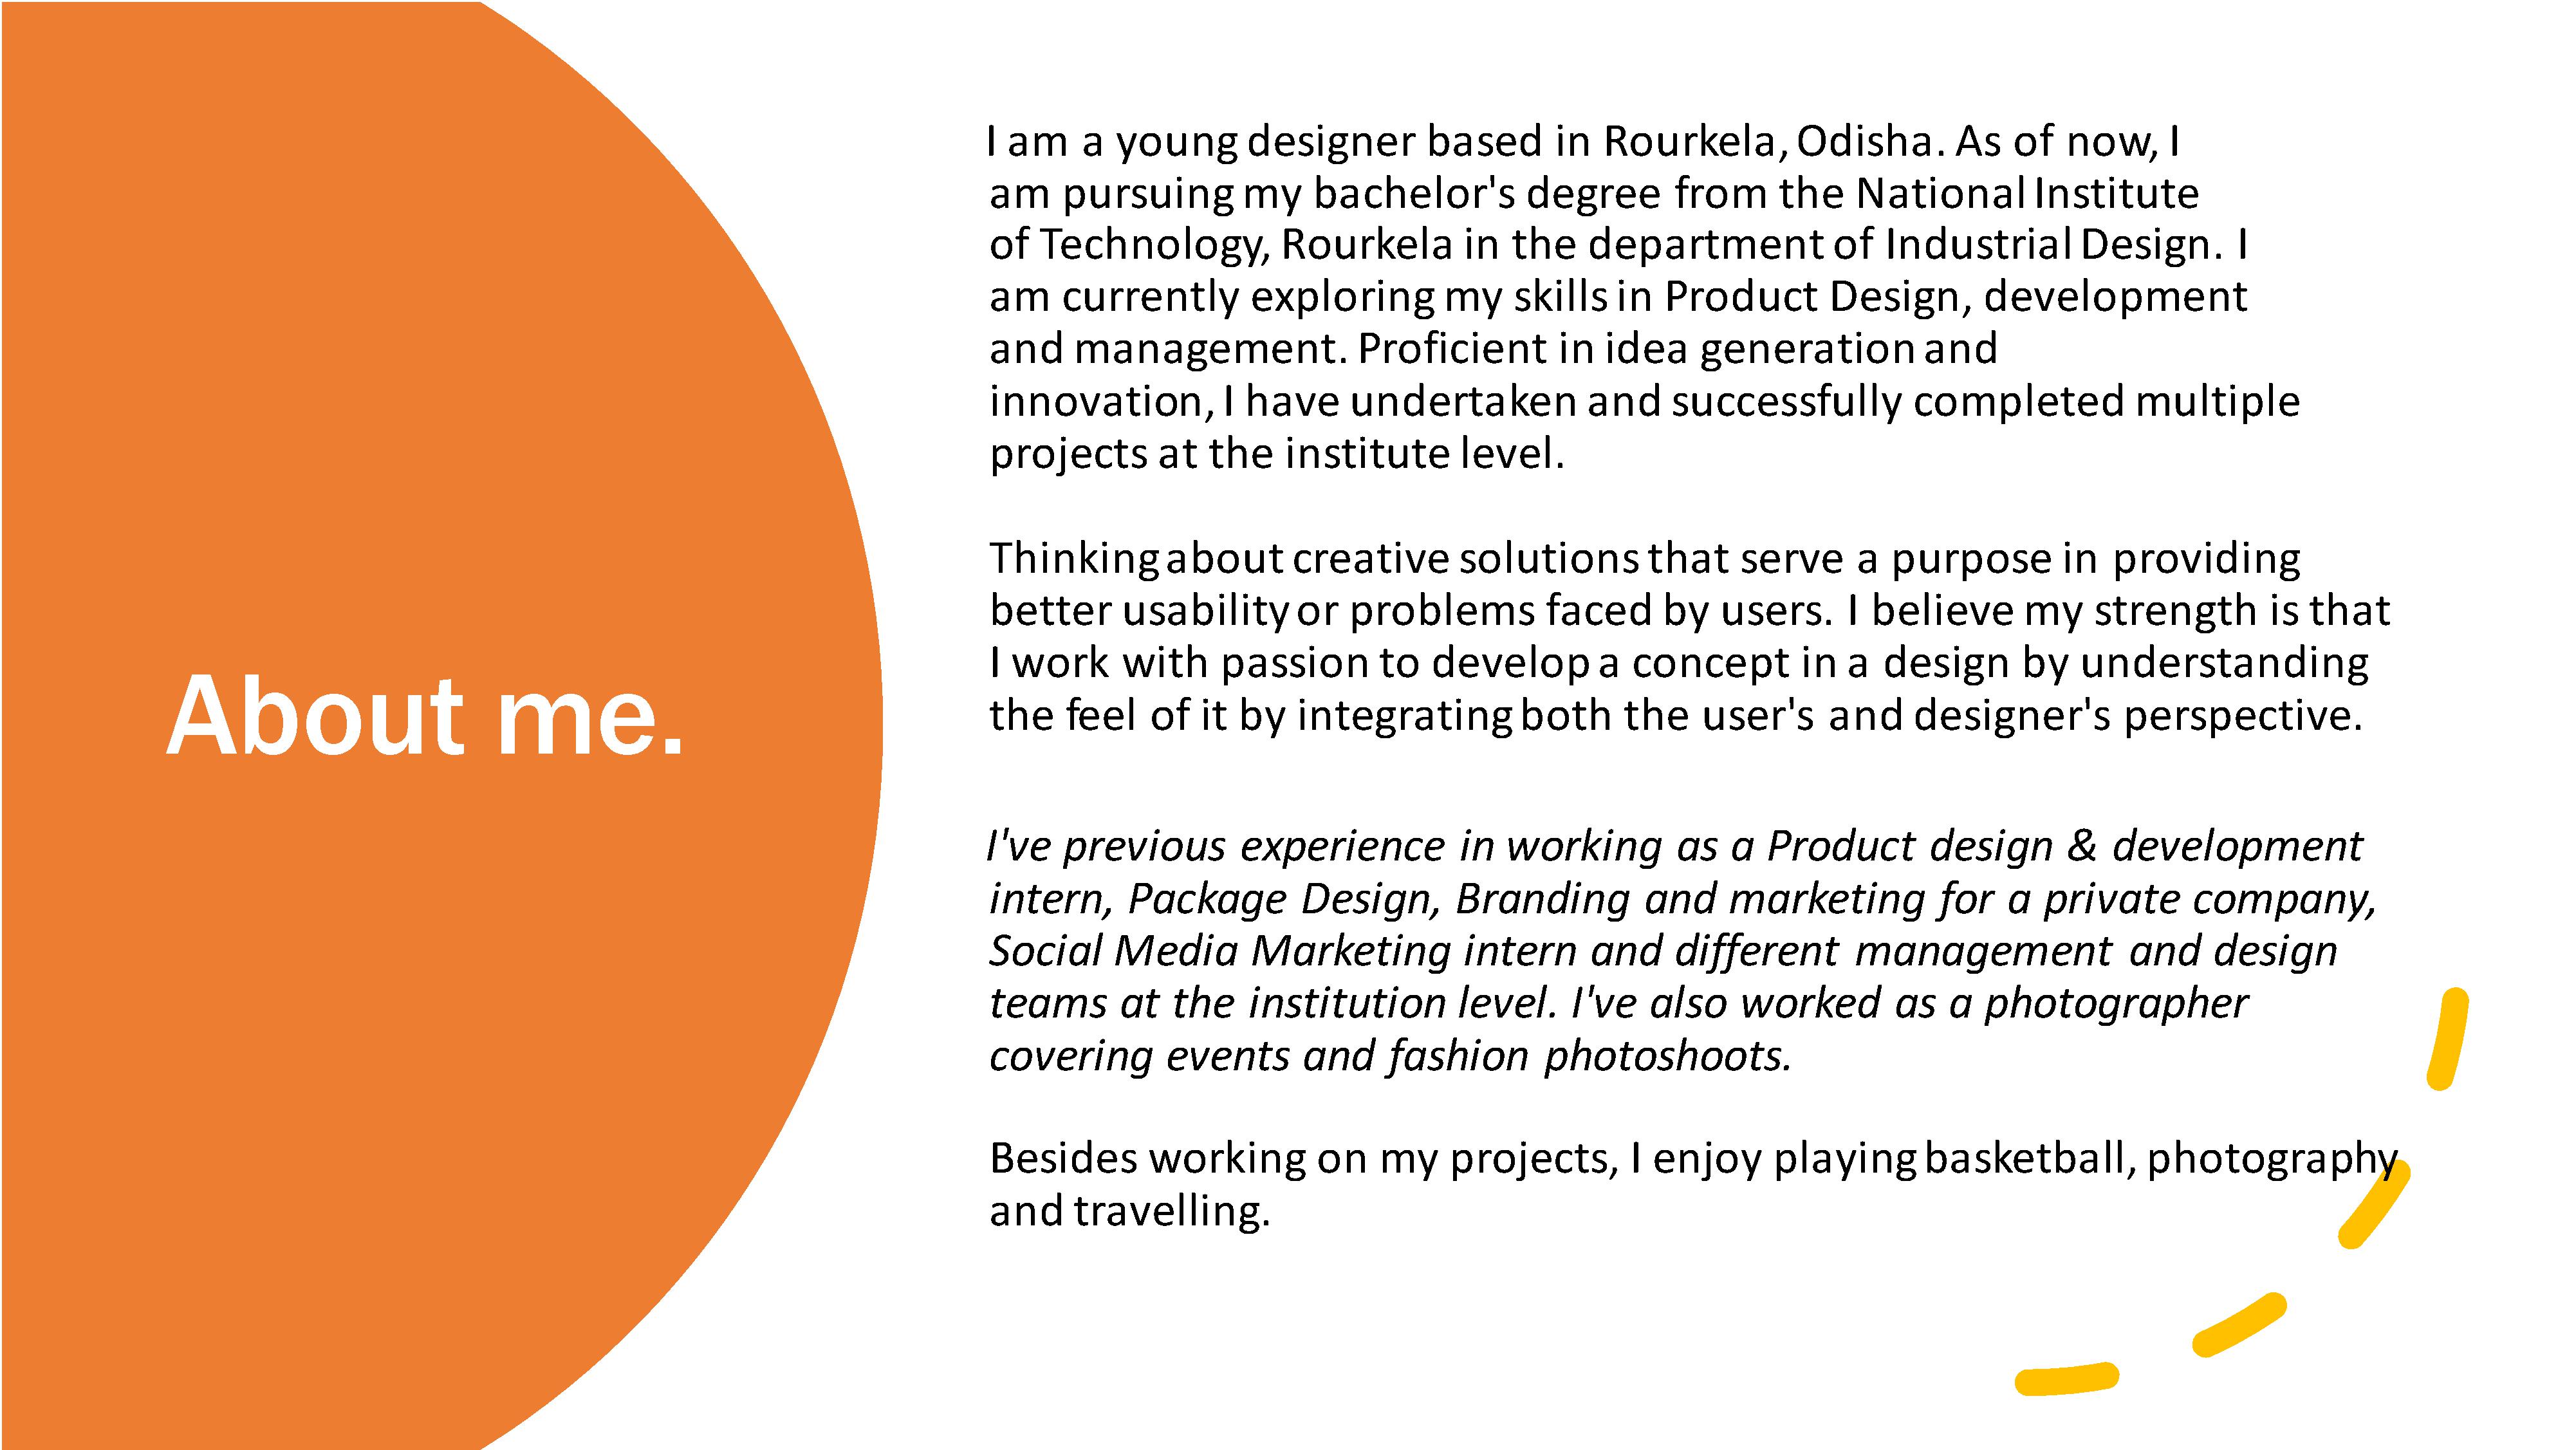 About me.
I am a young designer based in Rourkela, Odisha. As of now, I
am pursuing my bachelor's degree from the National Institute
of Technology, Rourkela in the department of Industrial Design. I
am currently exploring my skills in Product Design, development
and management. Proficient in idea generation and
innovation, I have undertaken and successfully completed multiple
projects at the institute level.
Thinking about creative solutions that serve a purpose in providing
better usability or problems faced by users. I believe my strength is that
I work with passion to develop a concept in a design by understanding
the feel of it by integrating both the user's and designer's perspective.
I've previous experience in working as a Product design & development
intern, Package Design, Branding and marketing for a private company,
Social Media Marketing intern and different management and design
teams at the institution level. I've also worked as a photographer
covering events and fashion photoshoots.
Besides working on my projects, I enjoy playing basketball, photography
and travelling.